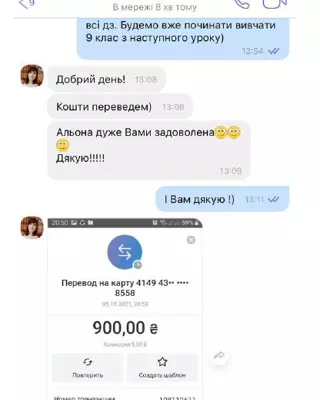 9
В мережі 8 хв тому
всі дз. Будемо вже починати вивчати
9 клас з наступного уроку)
12:54
Добрий день!
13:08
Кошти переведем)
13:08
Альона дуже Вами задоволена😊😊
😊
Дякую!!!!!
13:09
І Вам дякую !)
13:11
20:50
59%
Перевод на карту 4149 43•• ••••
8558
05.10.2021, 20:50
900,00 ₴
Комиссия 0,00 ₴
Повторить
Создать шаблон
Номер транзакции